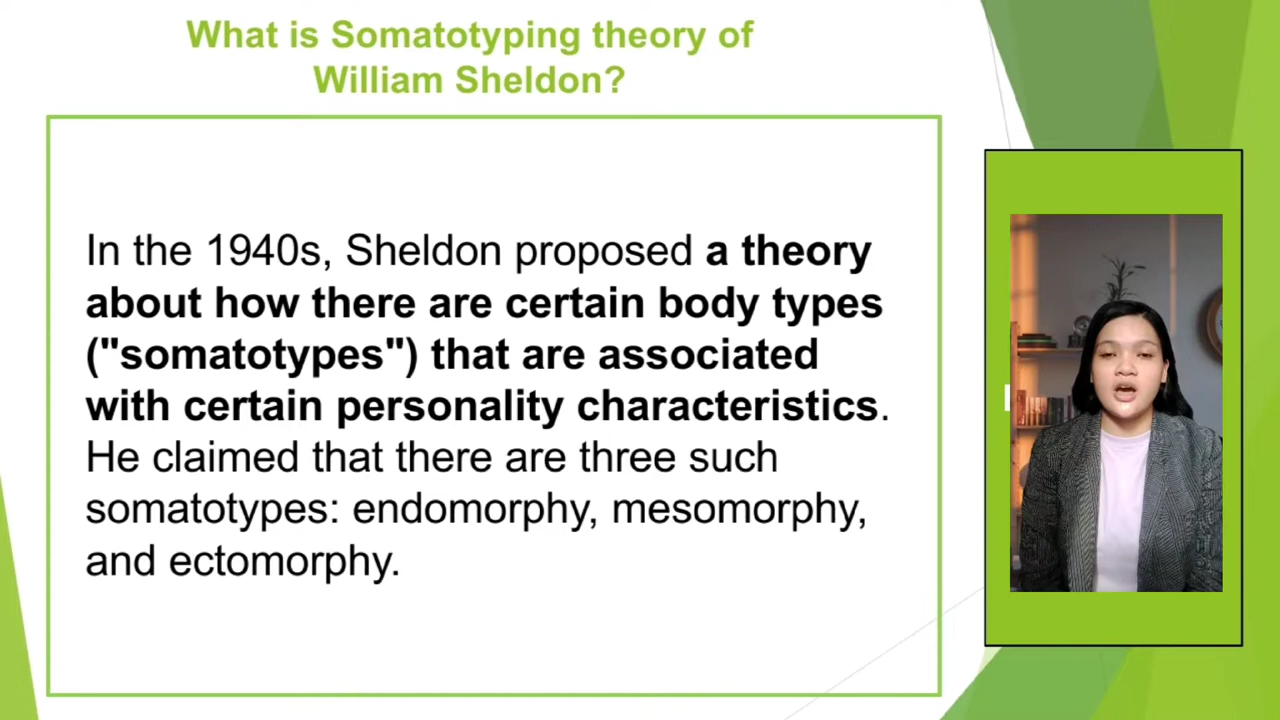 What is Somatotyping theory of
William Sheldon?
In the 1940s, Sheldon proposed a theory
about how there are certain body types
("somatotypes") that are associated
with certain personality characteristics.
He claimed that there are three such
somatotypes: endomorphy, mesomorphy,
and ectomorphy.